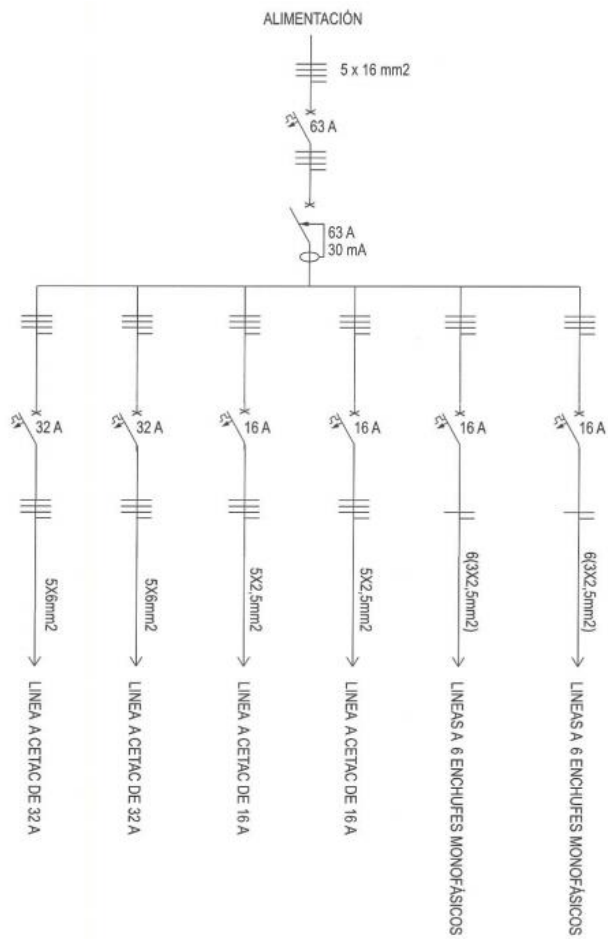 ALIMENTACIÓN
5 x 16 mm2
63 A
63 A
30 mA
32 A
32 A
16 A
16 A
16 A
16 A
5X6mm2
5X6mm2
5X2,5mm2
5X2,5mm2
6(3X2,5mm2)
6(3X2,5mm2)
LINEA A CETAC DE 32 A
LINEA A CETAC DE 32 A
LINEA A CETAC DE 16 A
LINEA A CETAC DE 16 A
LINEAS A 6 ENCHUFES MONOFÁSICOS
LINEAS A 6 ENCHUFES MONOFÁSICOS